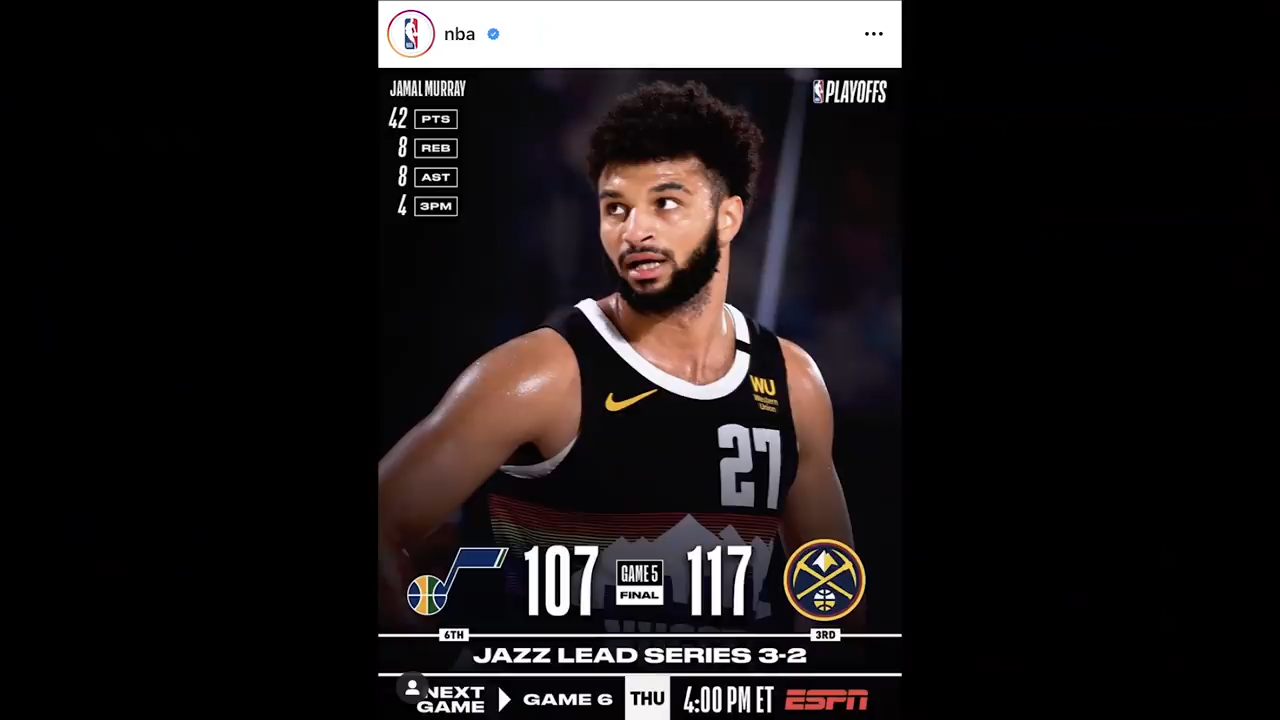 nba
JAMAL MURRAY
42 PTS
8 REB
8 AST
4 3PM
PLAYOFFS
WU
Western
Union
27
107 GAME 5 FINAL 117
6TH 3RD
JAZZ LEAD SERIES 3-2
NEXT GAME GAME 6 THU 4:00 PM ET ESPN